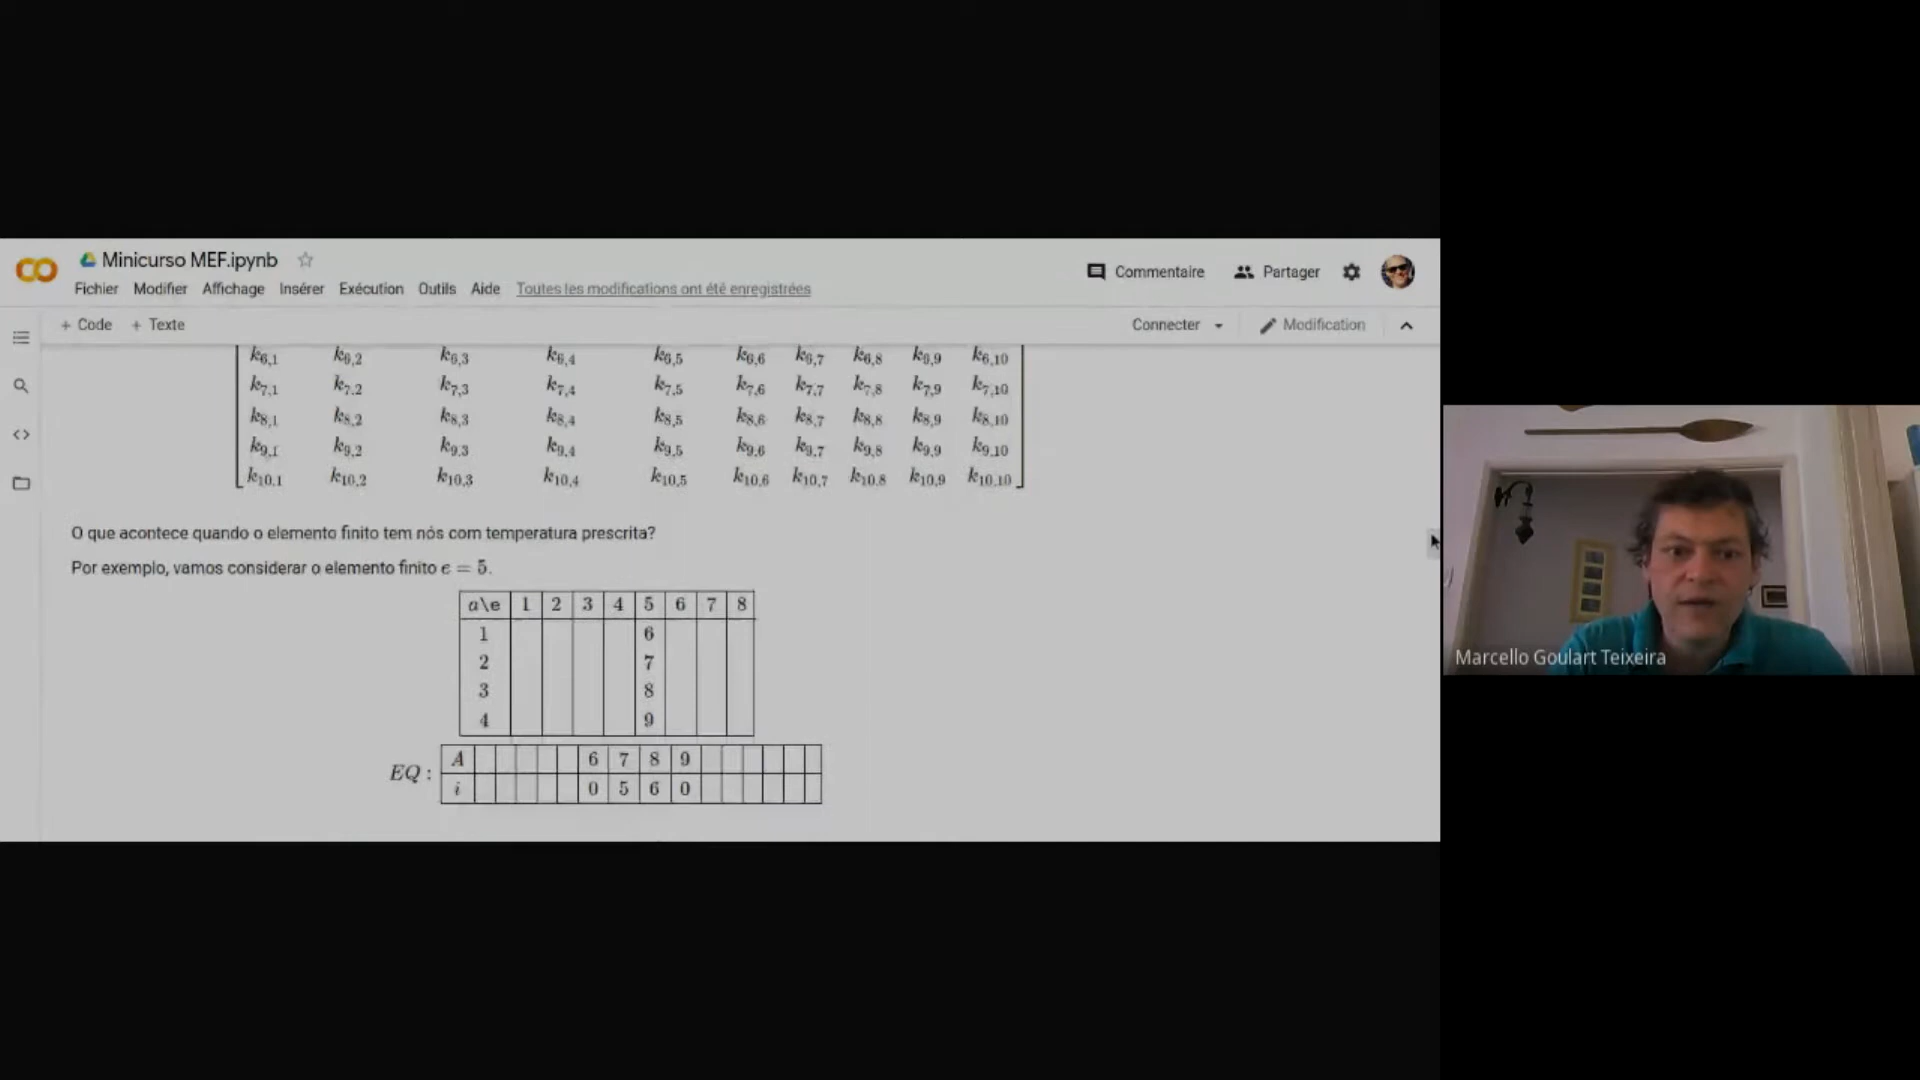 Minicurso MEF.ipynb
Fichier Modifier Affichage Insérer Exécution Outils Aide Toutes les modifications ont été enregistrées
Commentaire Partager
+ Code + Texte
Connecter Modification
k6,1 k6,2 k6,3 k6,4 k6,5 k6,6 k6,7 k6,8 k6,9 k6,10
k7,1 k7,2 k7,3 k7,4 k7,5 k7,6 k7,7 k7,8 k7,9 k7,10
k8,1 k8,2 k8,3 k8,4 k8,5 k8,6 k8,7 k8,8 k8,9 k8,10
k9,1 k9,2 k9,3 k9,4 k9,5 k9,6 k9,7 k9,8 k9,9 k9,10
k10,1 k10,2 k10,3 k10,4 k10,5 k10,6 k10,7 k10,8 k10,9 k10,10
O que acontece quando o elemento finito tem nós com temperatura prescrita?
Por exemplo, vamos considerar o elemento finito e = 5.
a\e 1 2 3 4 5 6 7 8
1 6
2 7
3 8
4 9
EQ :
A 6 7 8 9
i 0 5 6 0
Marcello Goulart Teixeira